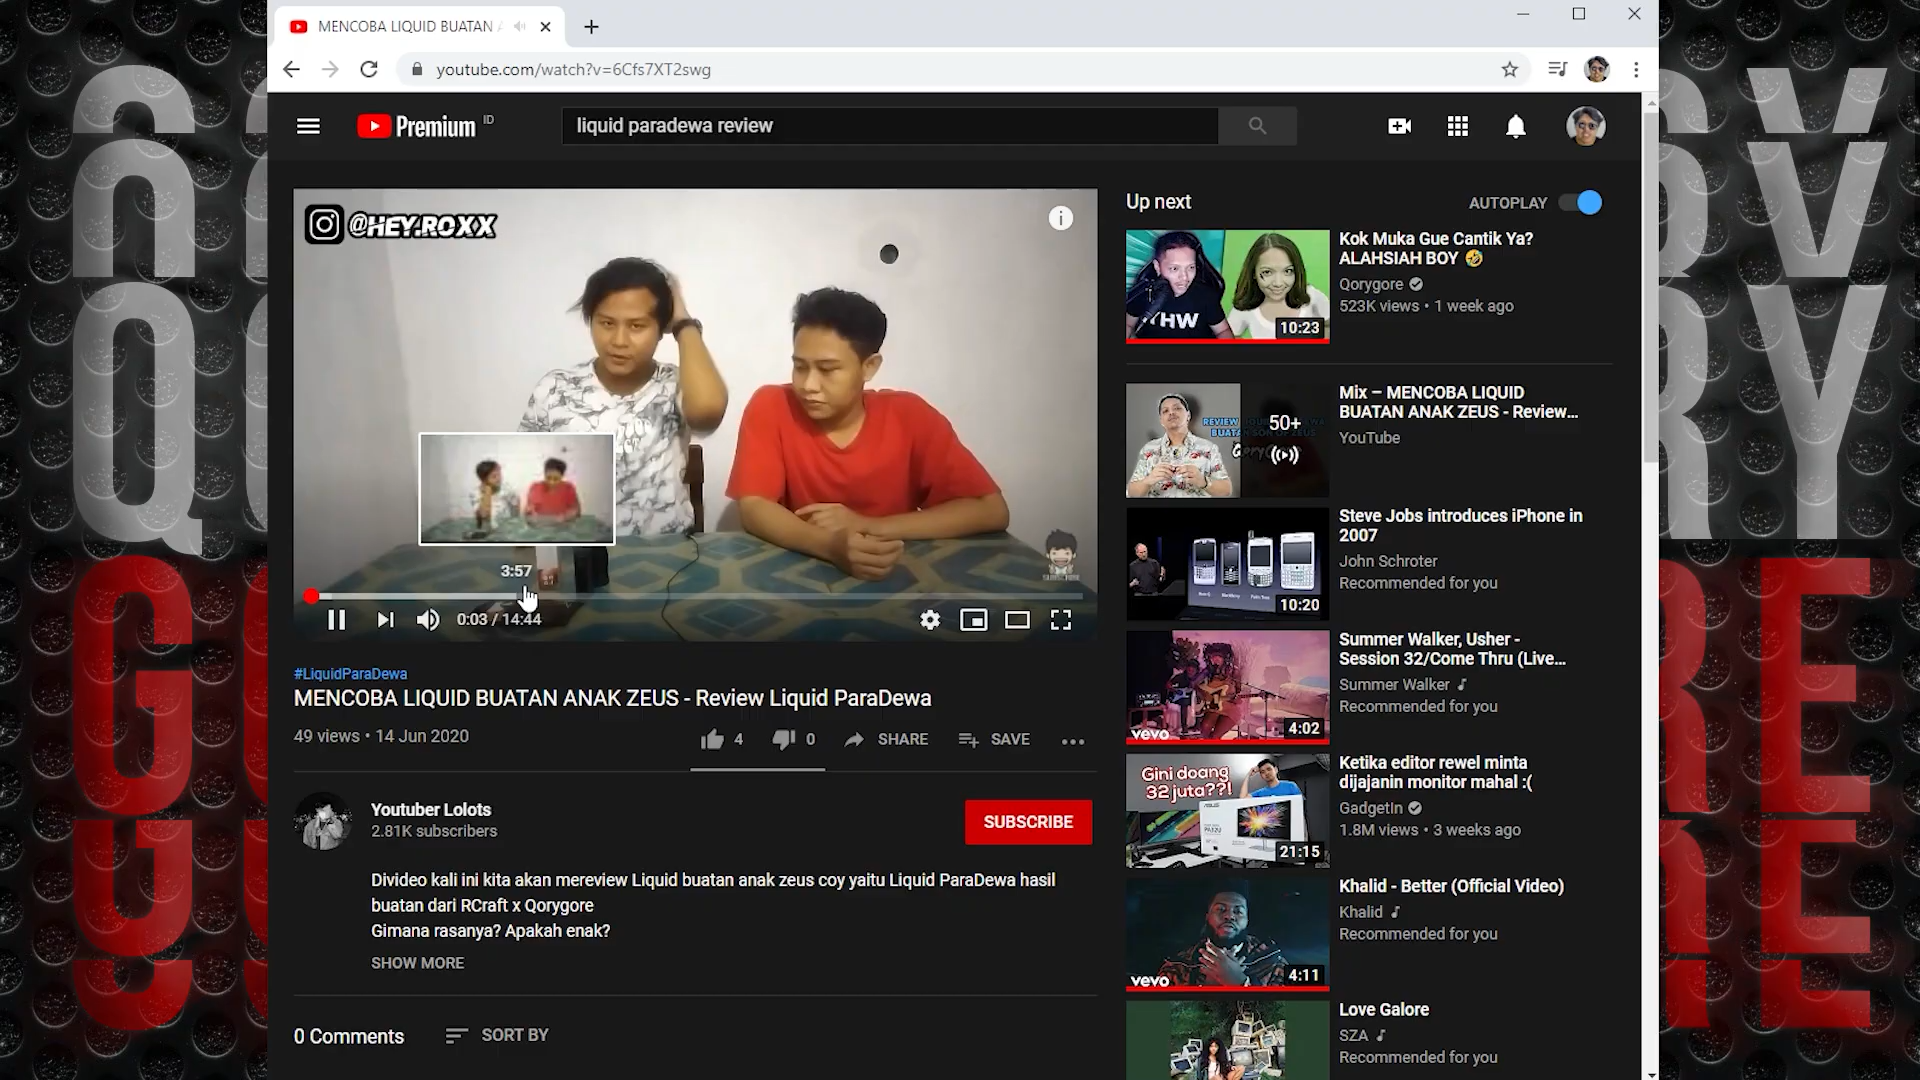 MENCOBA LIQUID BUATAN A
youtube.com/watch?v=6Cfs7XT2swg
Premium ID
liquid paradewa review
@HEY.ROXX
SUBSCRIBE
3:57
0:03 / 14:44
#LiquidParaDewa
MENCOBA LIQUID BUATAN ANAK ZEUS - Review Liquid ParaDewa
49 views • 14 Jun 2020
4
0
SHARE
SAVE
Youtuber Lolots
2.81K subscribers
SUBSCRIBE
Divideo kali ini kita akan mereview Liquid buatan anak zeus coy yaitu Liquid ParaDewa hasil
buatan dari RCraft x Qorygore
Gimana rasanya? Apakah enak?
SHOW MORE
0 Comments
SORT BY
Up next
AUTOPLAY
HW
10:23
Kok Muka Gue Cantik Ya?
ALAHSIAH BOY 🤣
Qorygore
523K views • 1 week ago
50+
Mix – MENCOBA LIQUID
BUATAN ANAK ZEUS - Review...
YouTube
10:20
Steve Jobs introduces iPhone in
2007
John Schroter
Recommended for you
vevo
4:02
Summer Walker, Usher -
Session 32/Come Thru (Live...
Summer Walker
Recommended for you
Gini doang
32 juta??!
ASUS
21:15
Ketika editor rewel minta
dijajanin monitor mahal :(
GadgetIn
1.8M views • 3 weeks ago
vevo
4:11
Khalid - Better (Official Video)
Khalid
Recommended for you
Love Galore
SZA
Recommended for you